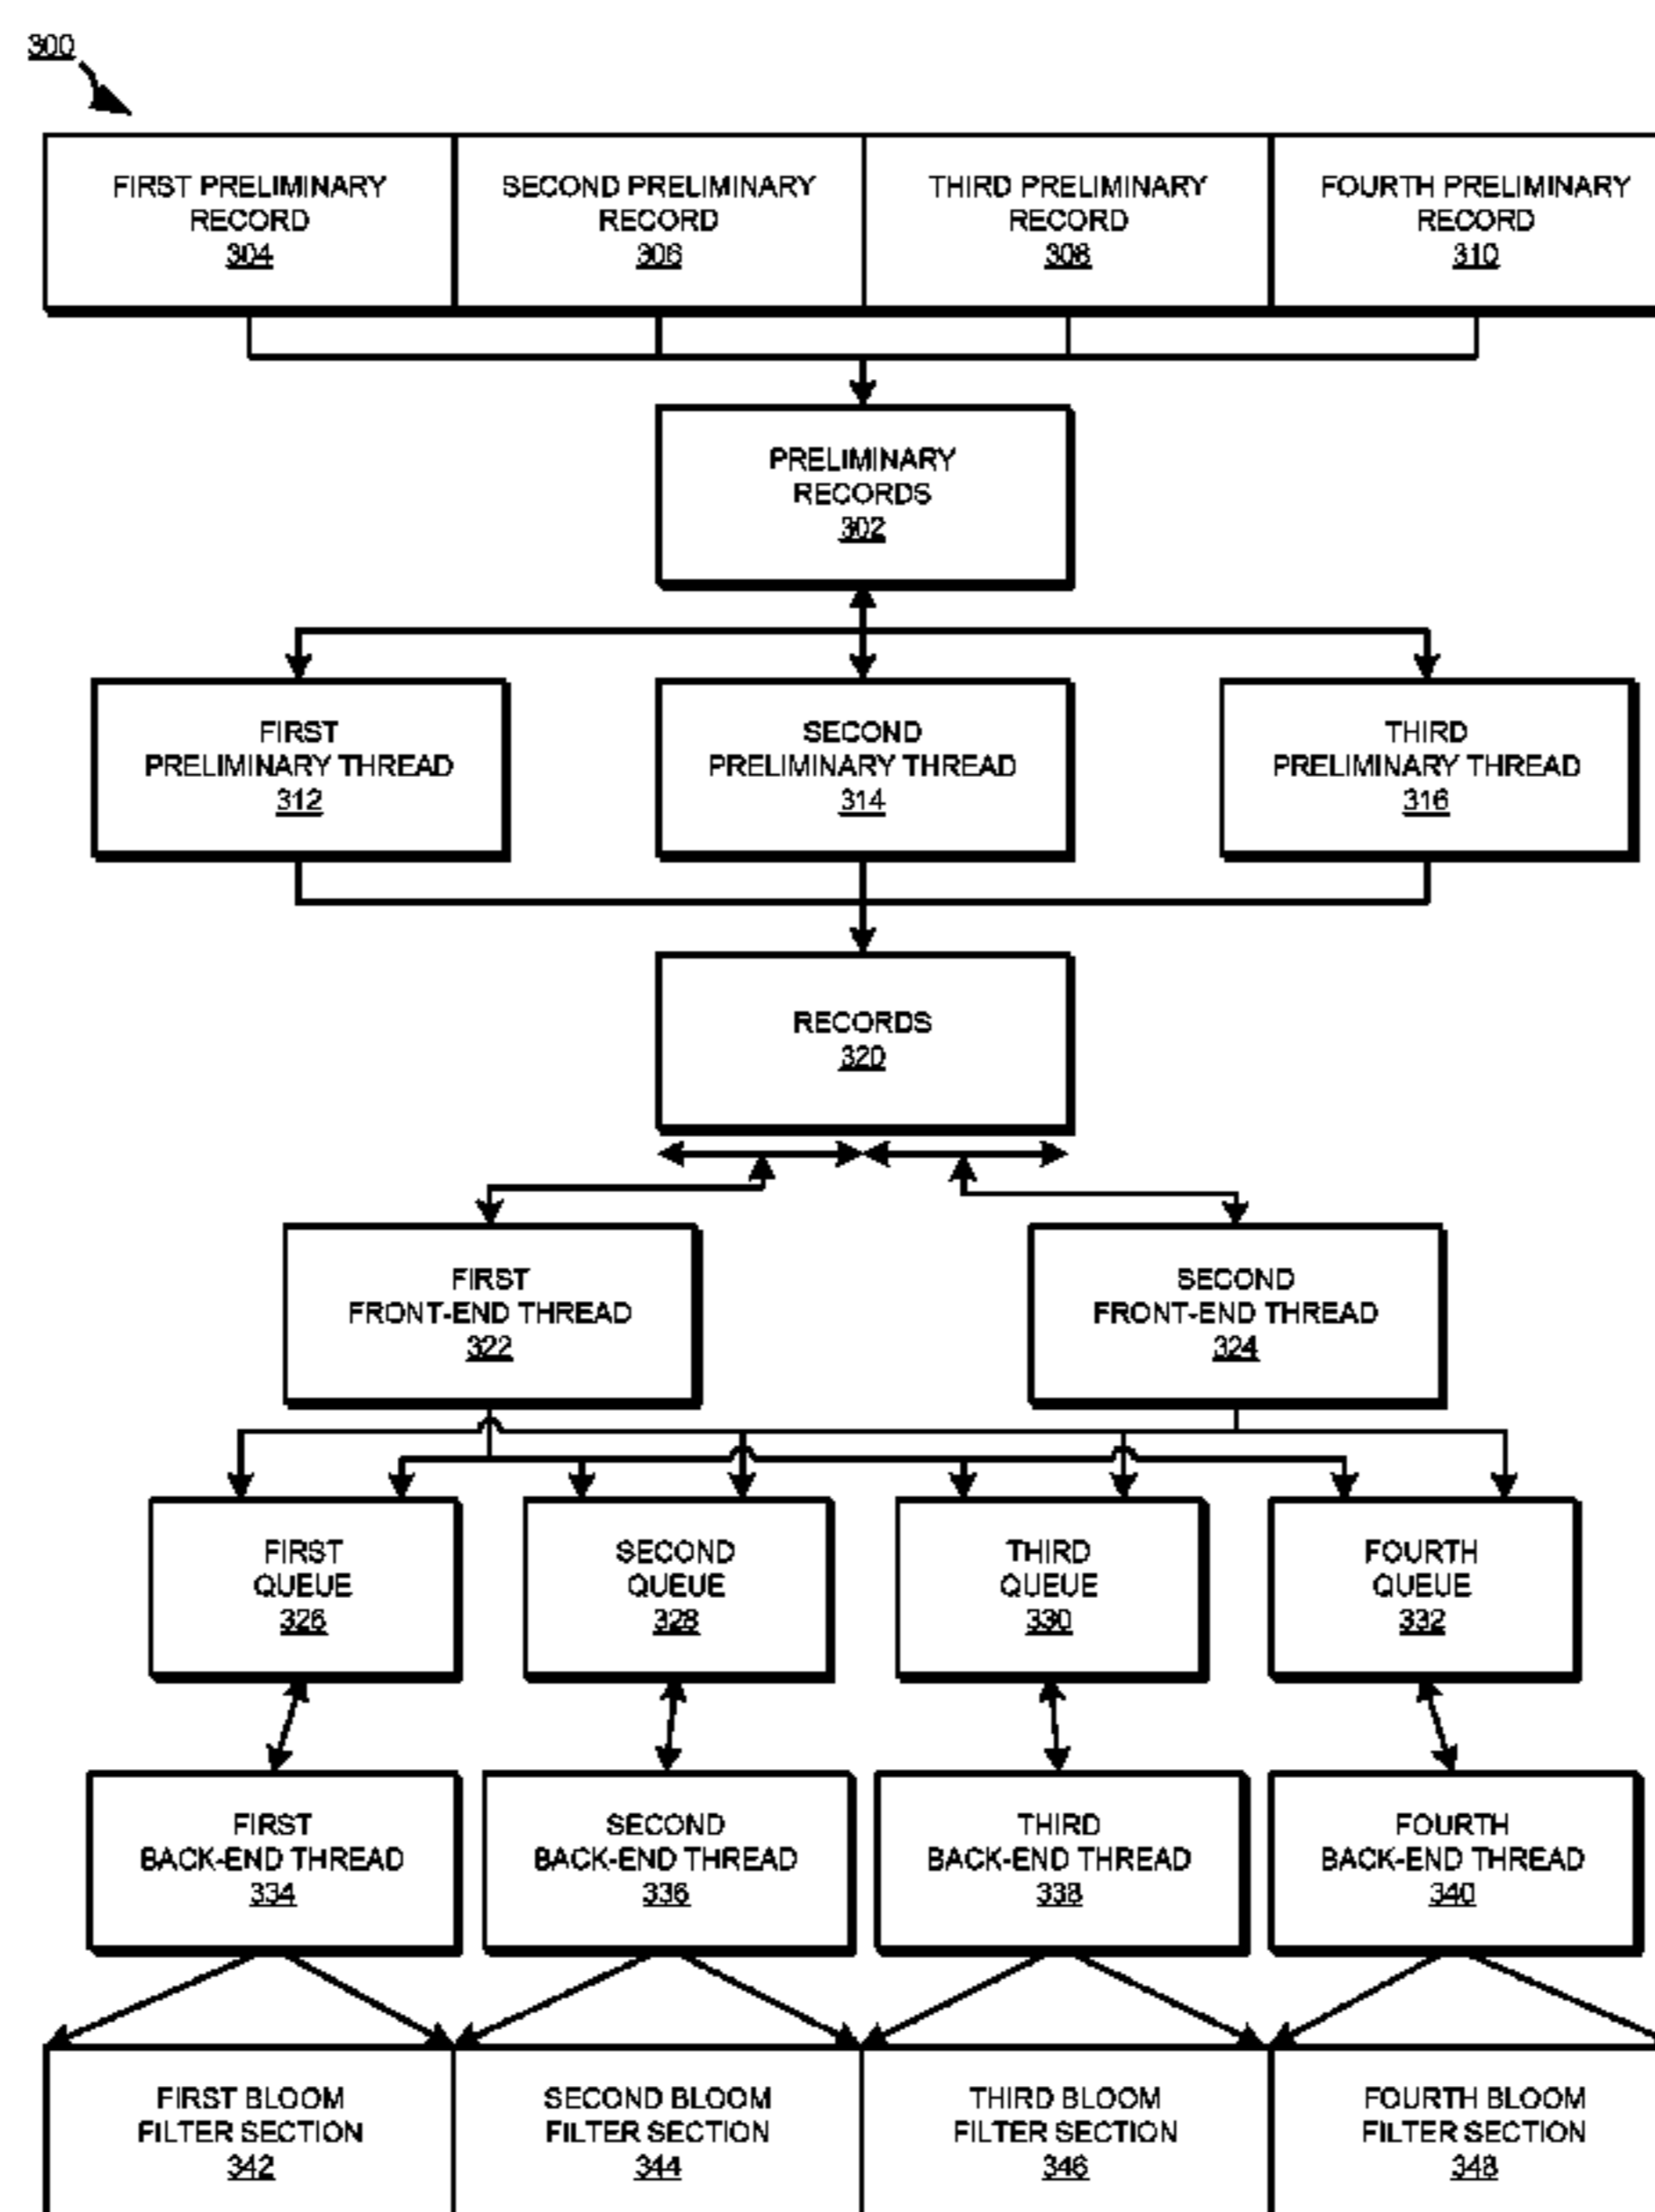 300
FIRST PRELIMINARY
RECORD
304
SECOND PRELIMINARY
RECORD
306
THIRD PRELIMINARY
RECORD
308
FOURTH PRELIMINARY
RECORD
310
PRELIMINARY
RECORDS
302
FIRST
PRELIMINARY THREAD
312
SECOND
PRELIMINARY THREAD
314
THIRD
PRELIMINARY THREAD
316
RECORDS
320
FIRST
FRONT-END THREAD
322
SECOND
FRONT-END THREAD
324
FIRST
QUEUE
326
SECOND
QUEUE
328
THIRD
QUEUE
330
FOURTH
QUEUE
332
FIRST
BACK-END THREAD
334
SECOND
BACK-END THREAD
336
THIRD
BACK-END THREAD
338
FOURTH
BACK-END THREAD
340
FIRST BLOOM
FILTER SECTION
342
SECOND BLOOM
FILTER SECTION
344
THIRD BLOOM
FILTER SECTION
346
FOURTH BLOOM
FILTER SECTION
348